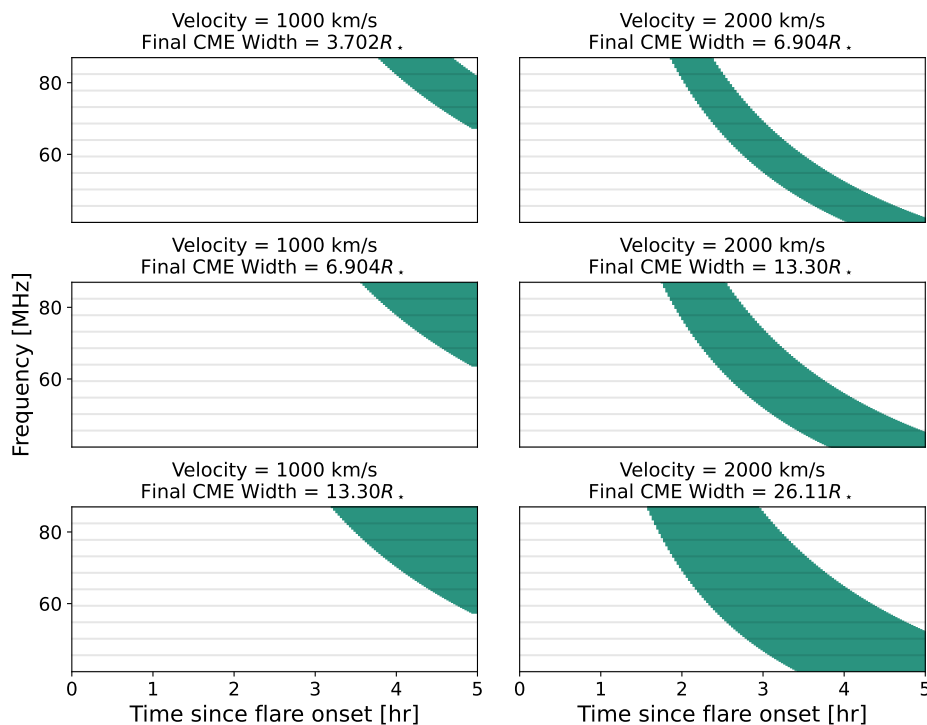 Velocity = 1000 km/s
Final CME Width = 3.702R⋆
Velocity = 2000 km/s
Final CME Width = 6.904R⋆
80
60
Velocity = 1000 km/s
Final CME Width = 6.904R⋆
Velocity = 2000 km/s
Final CME Width = 13.30R⋆
80
60
Frequency [MHz]
Velocity = 1000 km/s
Final CME Width = 13.30R⋆
Velocity = 2000 km/s
Final CME Width = 26.11R⋆
80
60
0 1 2 3 4 5
0 1 2 3 4 5
Time since flare onset [hr]
Time since flare onset [hr]